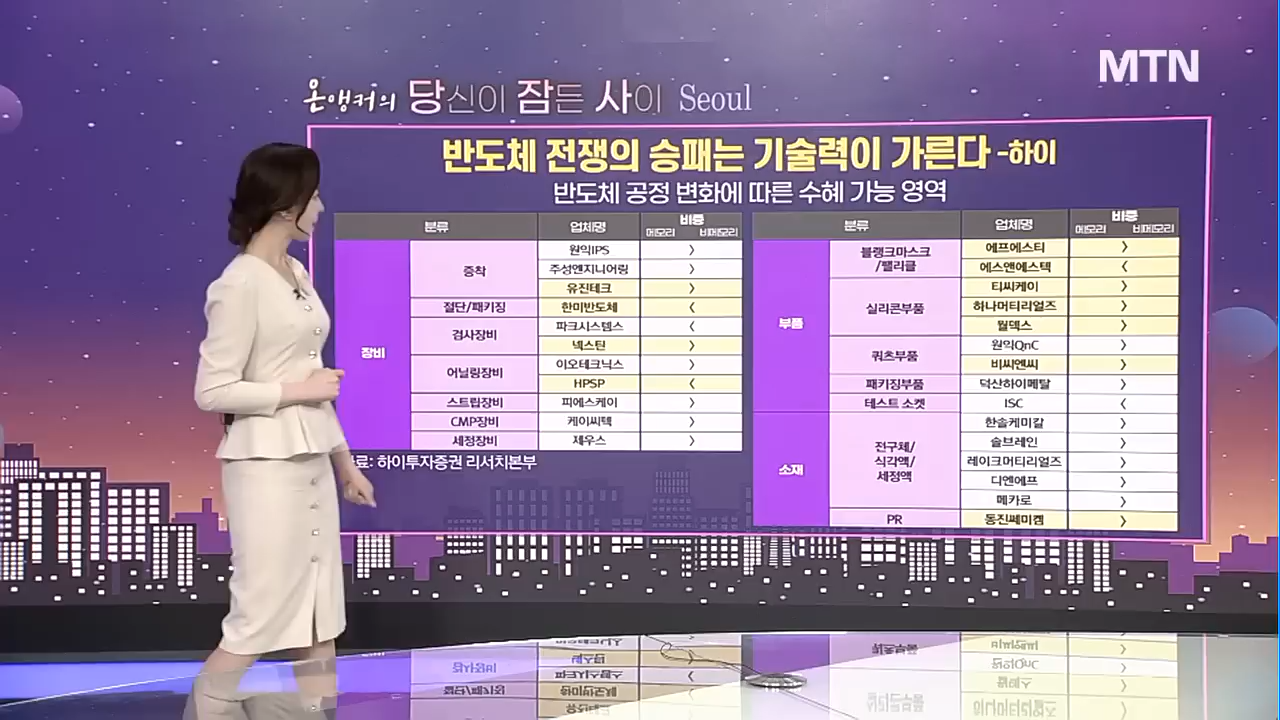 MTN
온앵커의 당신이 잠든 사이 Seoul
반도체 전쟁의 승패는 기술력이 가른다 -하이
반도체 공정 변화에 따른 수혜 가능 영역
분류 업체명 비중
메모리 비메모리
장비 증착 원익IPS 〉
주성엔지니어링 〉
유진테크 〉
절단/패키징 한미반도체 〈
검사장비 파크시스템스 〈
넥스틴 〉
어닐링장비 이오테크닉스 〉
HPSP 〈
스트립장비 피에스케이 〉
CMP장비 케이씨텍 〉
세정장비 제우스 〉
료: 하이투자증권 리서치본부
분류 업체명 비중
메모리 비메모리
부품 블랭크마스크/팰리클 에프에스티 〉
에스앤에스텍 〈
실리콘부품 티씨케이 〉
하나머티리얼즈 〉
월덱스 〉
쿼츠부품 원익QnC 〉
비씨엔씨 〉
패키징부품 덕산하이메탈 〉
테스트 소켓 ISC 〈
소재 전구체/식각액/세정액 한솔케미칼 〉
솔브레인 〉
레이크머티리얼즈 〉
디엔에프 〉
메카로 〉
PR 동진쎄미켐 〉